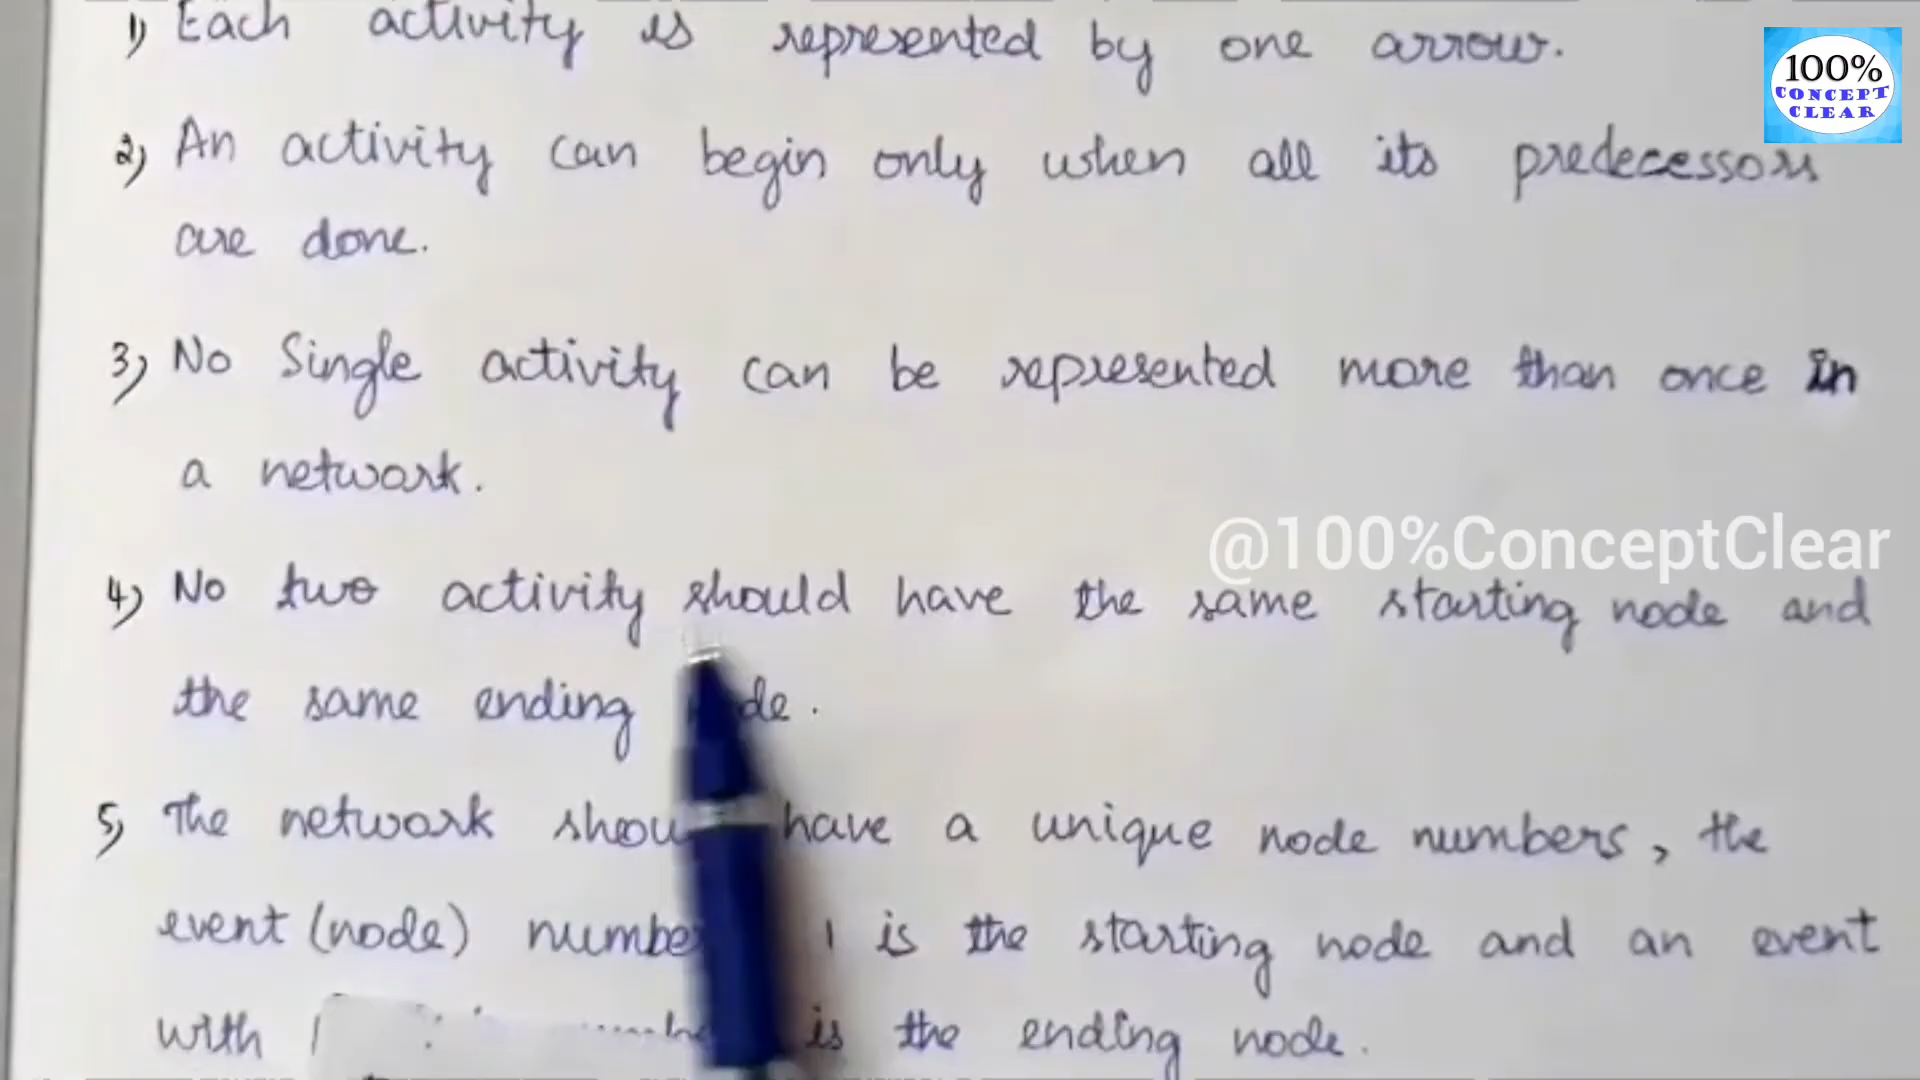 1) Each activity is represented by one arrow.
100%
CONCEPT
CLEAR
2) An activity can begin only when all its predecessors
are done.
3) No Single activity can be represented more than once in
a network.
@100%ConceptClear
4) No two activity should have the same starting node and
the same ending
5) The network have a unique node numbers, the
event (node) 1 is the starting node and an event
with is the ending node.